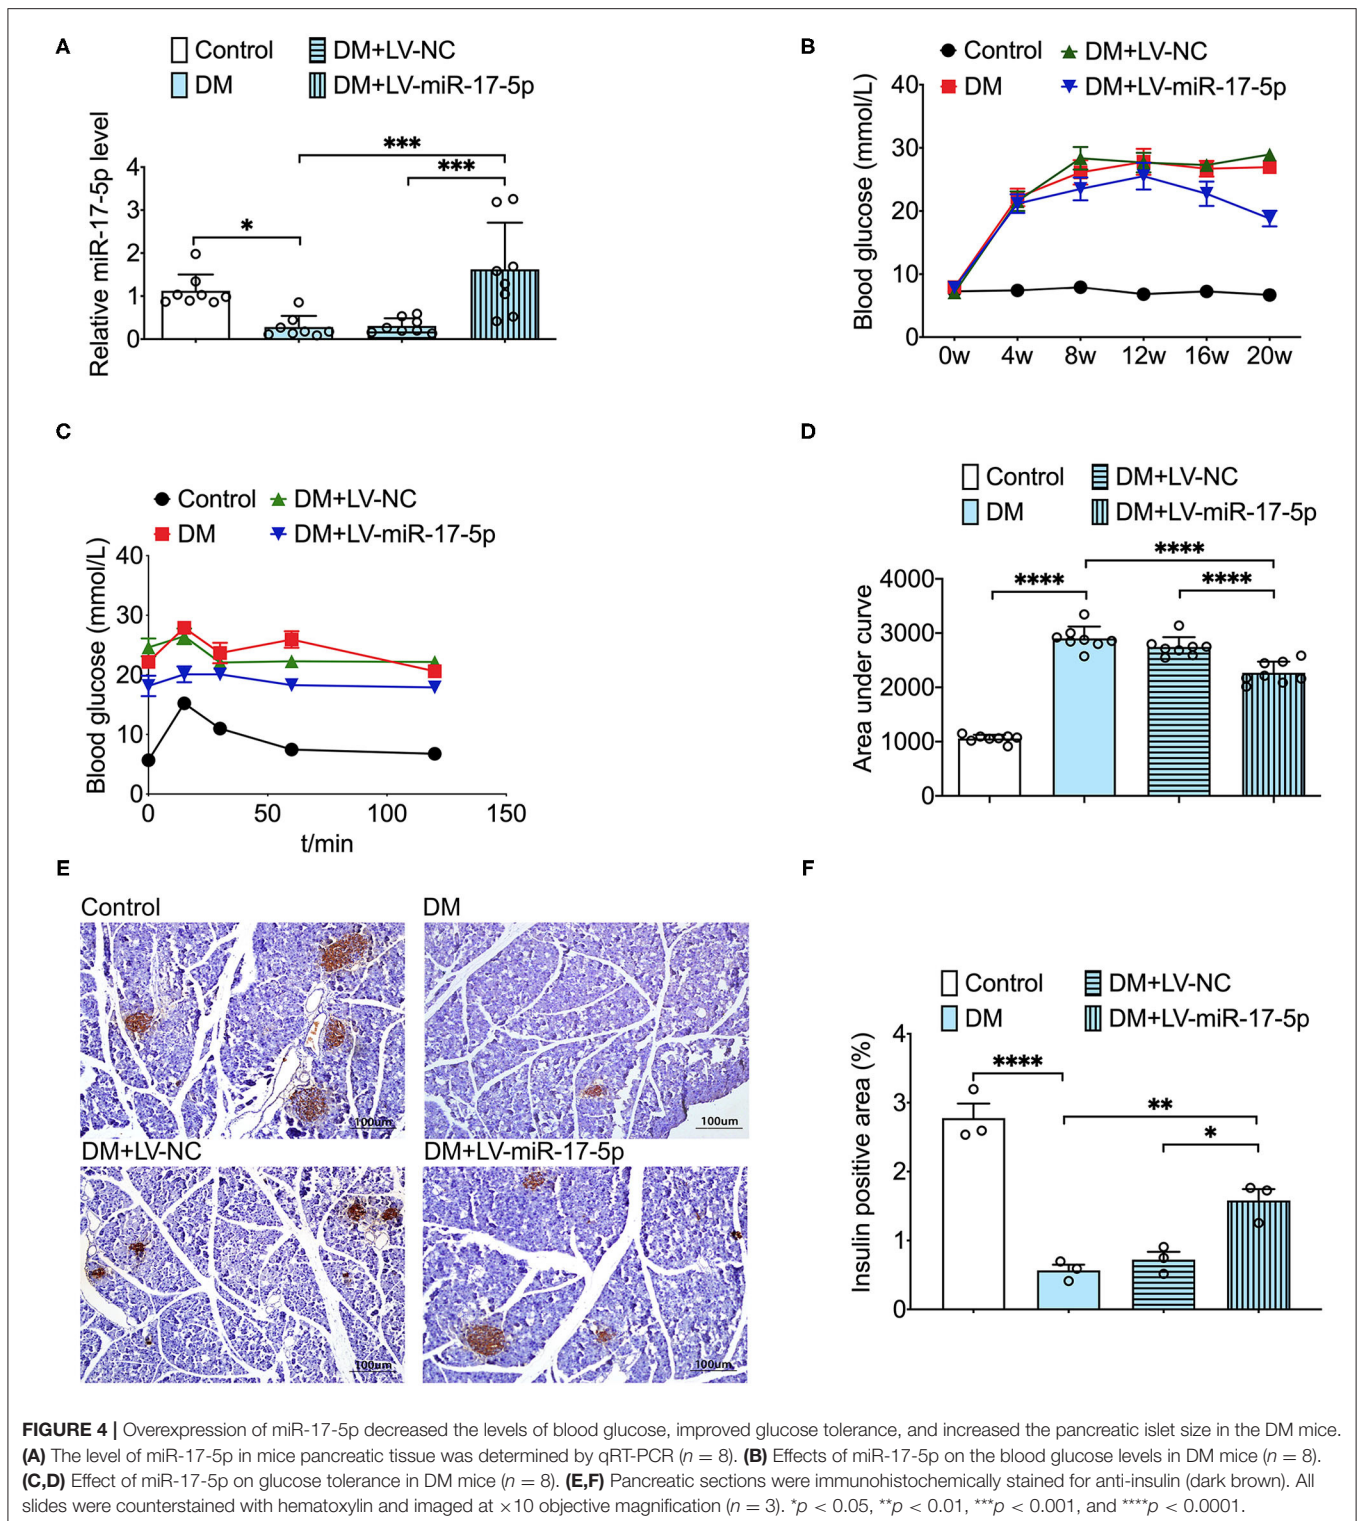 A
Control
DM+LV-NC
DM
DM+LV-miR-17-5p
Relative miR-17-5p level
4
3
2
1
0
*
***
***
B
Control
DM+LV-NC
DM
DM+LV-miR-17-5p
Blood glucose (mmol/L)
40
30
20
10
0
0w 4w 8w 12w 16w 20w
C
Control
DM+LV-NC
DM
DM+LV-miR-17-5p
Blood glucose (mmol/L)
40
30
20
10
0
0 50 100 150
t/min
D
Control
DM+LV-NC
DM
DM+LV-miR-17-5p
Area under curve
4000
3000
2000
1000
0
****
****
****
E
Control
DM
100um
100um
DM+LV-NC
DM+LV-miR-17-5p
100um
100um
F
Control
DM+LV-NC
DM
DM+LV-miR-17-5p
Insulin positive area (%)
4
3
2
1
0
****
**
*
FIGURE 4 | Overexpression of miR-17-5p decreased the levels of blood glucose, improved glucose tolerance, and increased the pancreatic islet size in the DM mice.
(A) The level of miR-17-5p in mice pancreatic tissue was determined by qRT-PCR (n = 8). (B) Effects of miR-17-5p on the blood glucose levels in DM mice (n = 8).
(C,D) Effect of miR-17-5p on glucose tolerance in DM mice (n = 8). (E,F) Pancreatic sections were immunohistochemically stained for anti-insulin (dark brown). All
slides were counterstained with hematoxylin and imaged at ×10 objective magnification (n = 3). *p < 0.05, **p < 0.01, ***p < 0.001, and ****p < 0.0001.